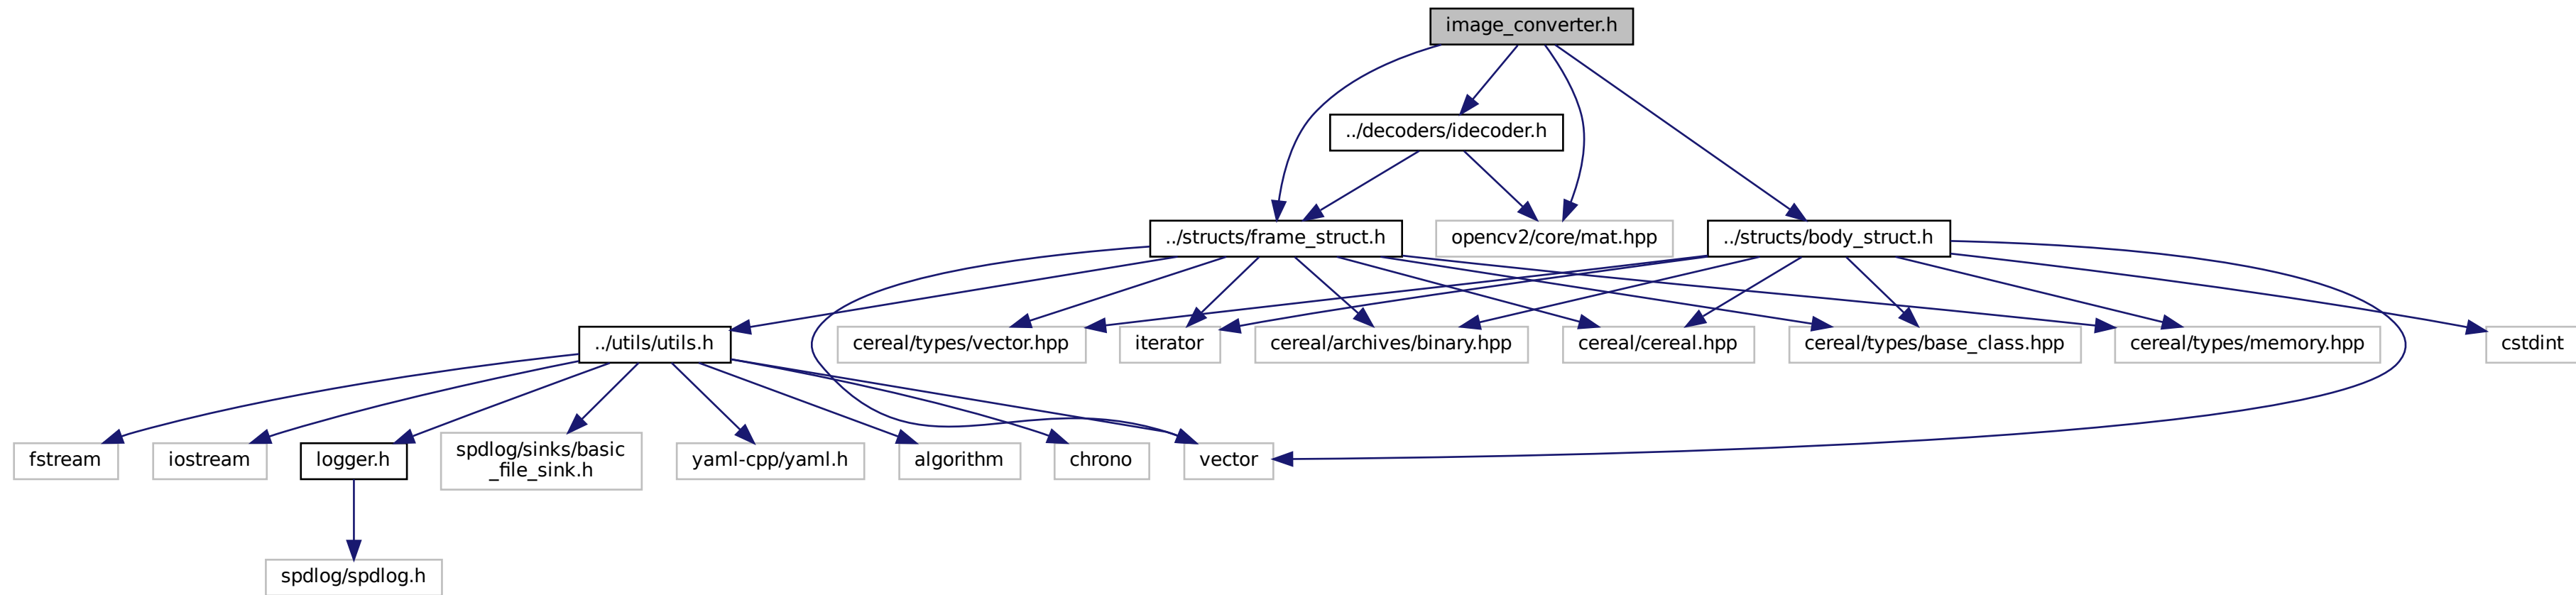 image_converter.h
../decoders/idecoder.h
../structs/frame_struct.h
opencv2/core/mat.hpp
../structs/body_struct.h
../utils/utils.h
cereal/types/vector.hpp
iterator
cereal/archives/binary.hpp
cereal/cereal.hpp
cereal/types/base_class.hpp
cereal/types/memory.hpp
cstdint
fstream
iostream
logger.h
spdlog/sinks/basic
_file_sink.h
yaml-cpp/yaml.h
algorithm
chrono
vector
spdlog/spdlog.h